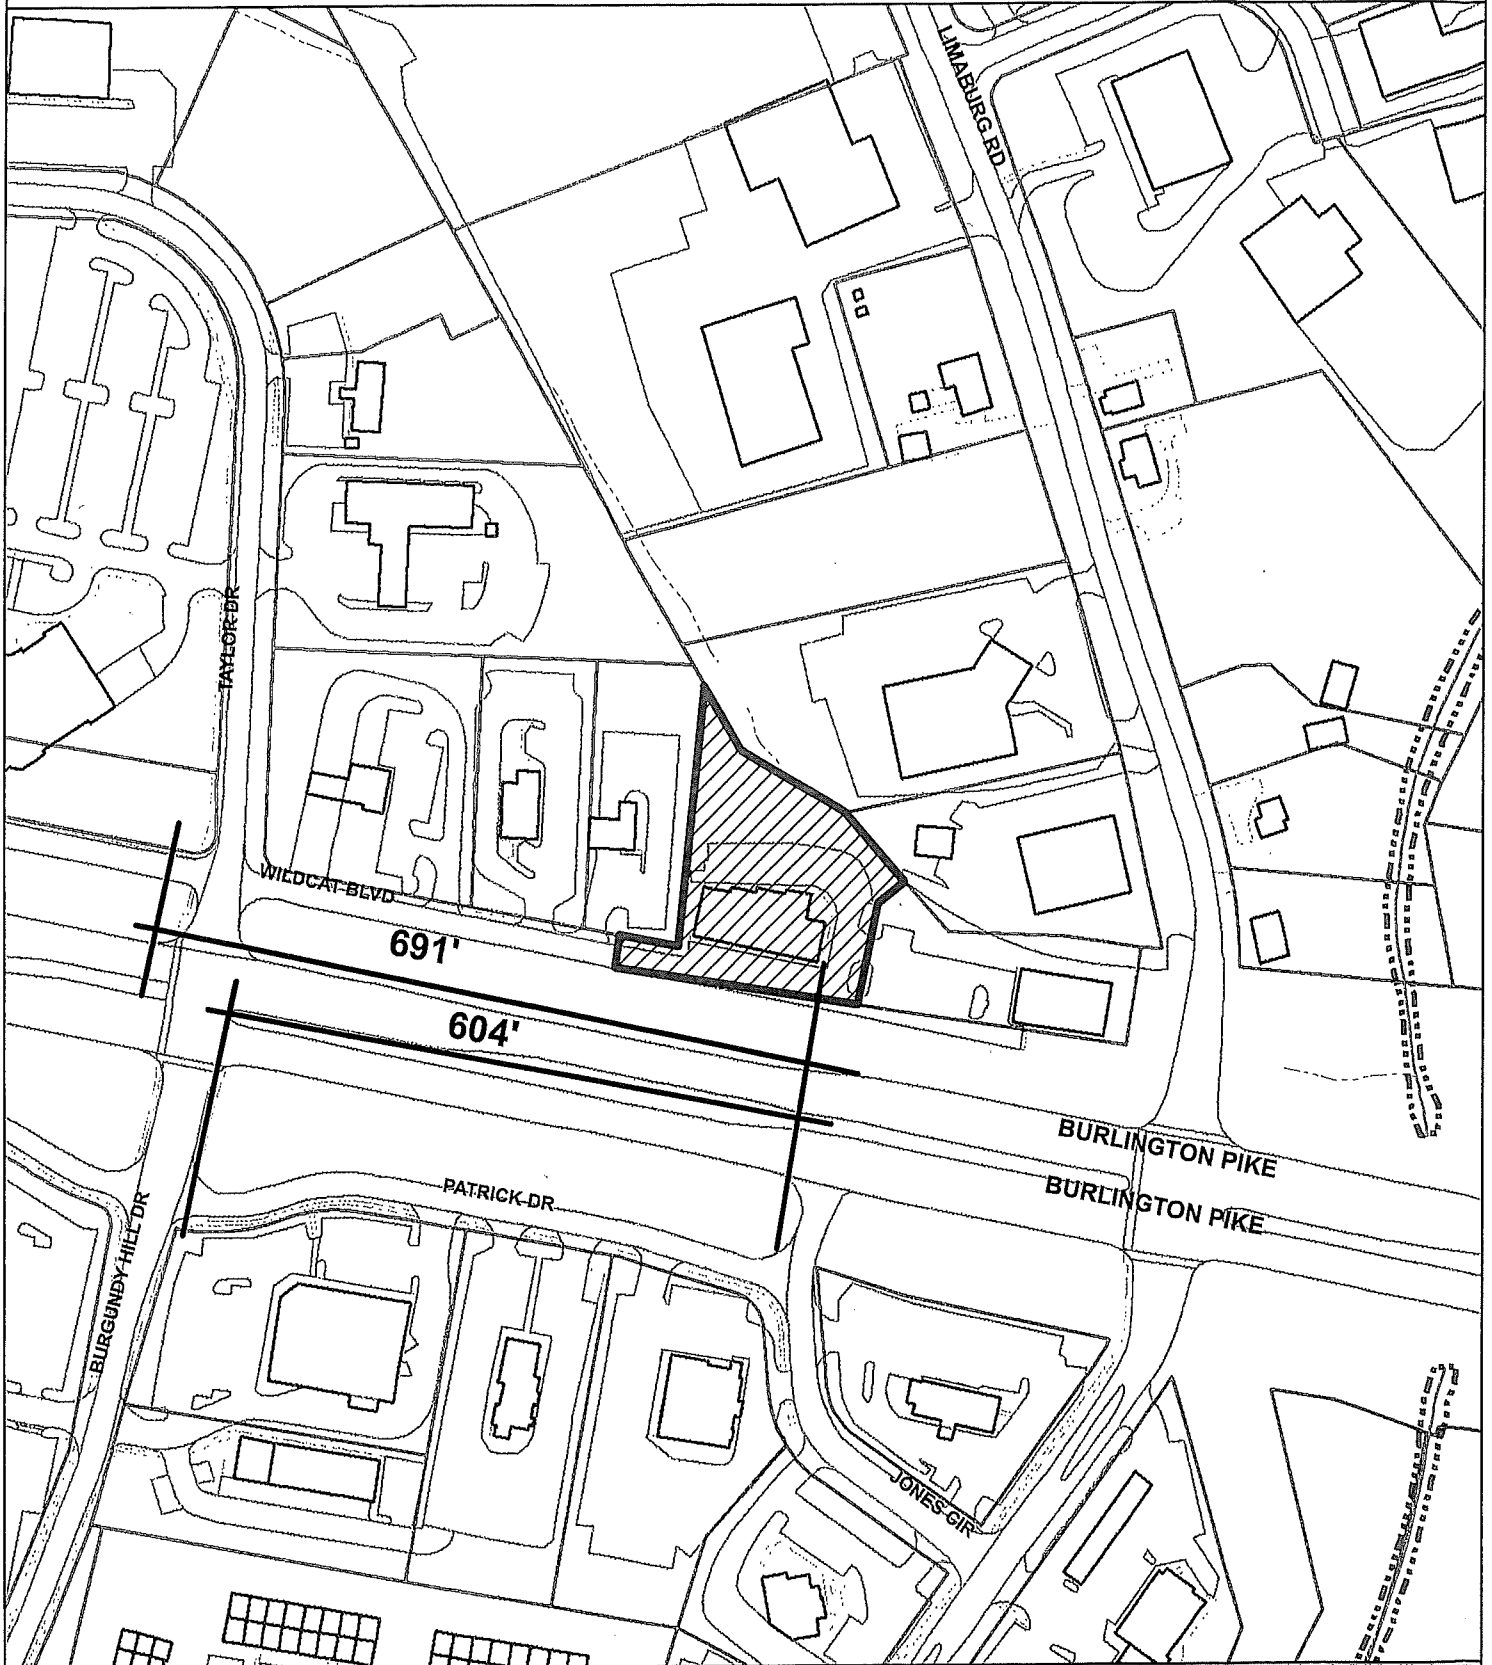 LIMABURG RD
TAYLOR DR
WILDCAT BLVD
691'
604'
BURLINGTON PIKE
BURLINGTON PIKE
PATRICK DR
BURGUNDY HILL DR
JONES CIR